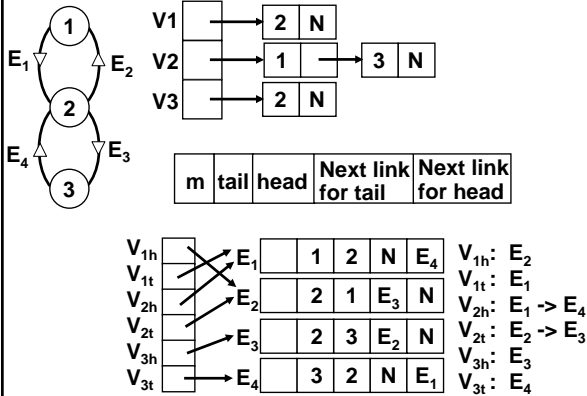 1
E1 E2
2
E4 E3
3
V1 2 N
V2 1 3 N
V3 2 N
m tail head Next link for tail Next link for head
V1h
V1t
V2h
V2t
V3h
V3t
E1 1 2 N E4
E2 2 1 E3 N
E3 2 3 E2 N
E4 3 2 N E1
V1h: E2
V1t: E1
V2h: E1 -> E4
V2t: E2 -> E3
V3h: E3
V3t: E4